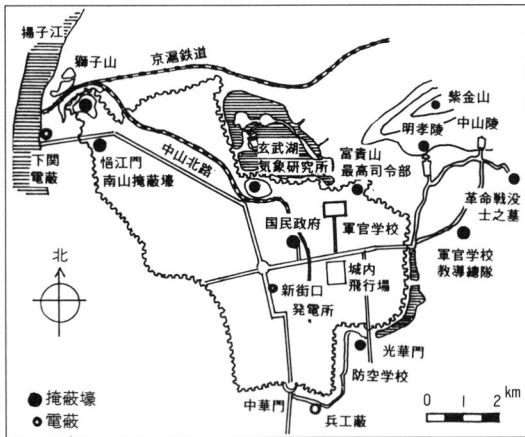 揚子江
獅子山
京滬鉄道
紫金山
中山陵
明孝陵
玄武湖
気象研究所
富貴山
最高司令部
中山北路
下関
電蔽
悒江門
南山掩蔽壕
革命戦没
士之墓
国民政府
軍官学校
軍官学校
教導總隊
城内
飛行場
北
新街口
発電所
光華門
防空学校
中華門
兵工蔽
掩蔽壕
電蔽
0 1 2 km